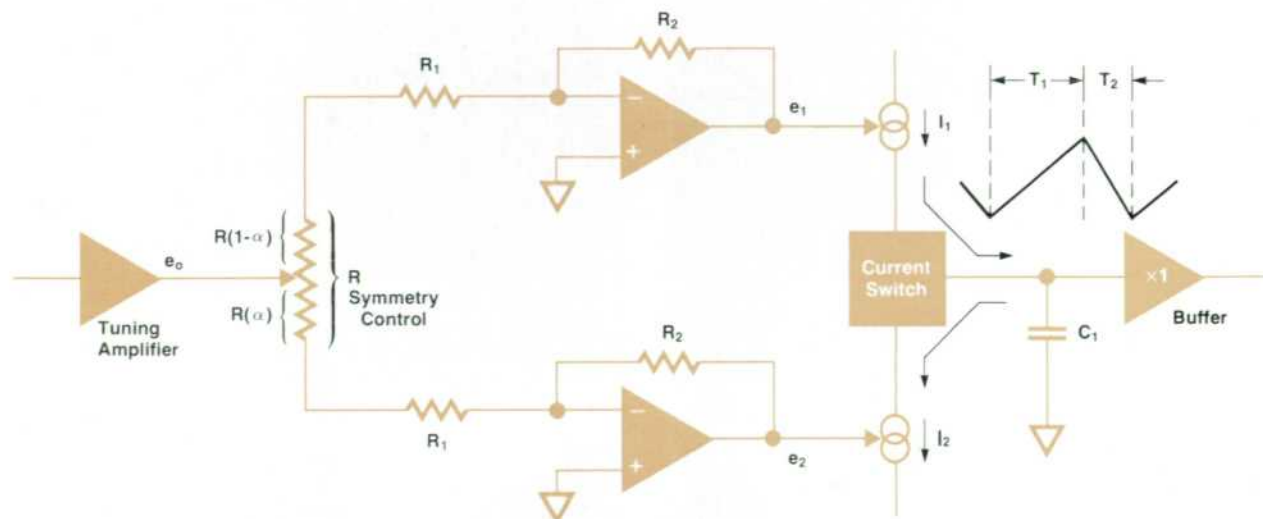 R₂
R₁
T₁
T₂
−
e₁
I₁
+
R(1-α)
e₀
R
Symmetry
Control
Current
Switch
×1
R(α)
Tuning
Amplifier
Buffer
R₂
C₁
R₁
−
e₂
I₂
+